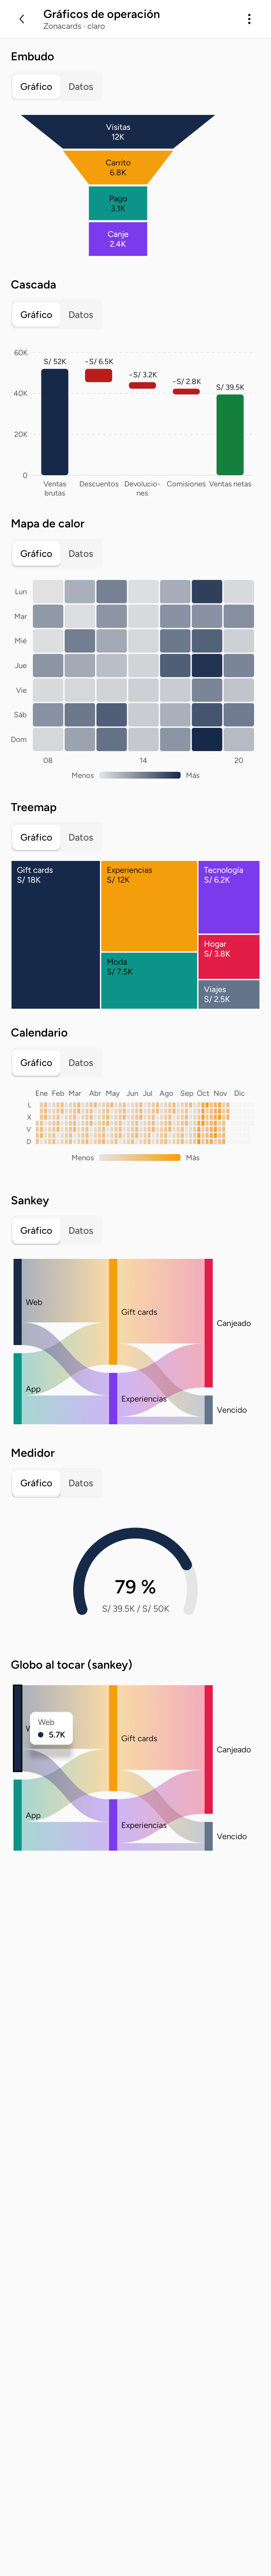 Gráficos de operación
Zonacards · claro
Embudo
Gráfico Datos
Visitas
12K
Carrito
6.8K
Pago
3.1K
Canje
2.4K
Cascada
Gráfico Datos
60K
40K
20K
0
S/ 52K
−S/ 6.5K
−S/ 3.2K
−S/ 2.8K
S/ 39.5K
Ventas brutas
Descuentos
Devolucio-
nes
Comisiones
Ventas netas
Mapa de calor
Gráfico Datos
Lun
Mar
Mié
Jue
Vie
Sáb
Dom
08 14 20
Menos Más
Treemap
Gráfico Datos
Gift cards
S/ 18K
Experiencias
S/ 12K
Moda
S/ 7.5K
Tecnología
S/ 6.2K
Hogar
S/ 3.8K
Viajes
S/ 2.5K
Calendario
Gráfico Datos
Ene Feb Mar Abr May Jun Jul Ago Sep Oct Nov Dic
L
X
V
D
Menos Más
Sankey
Gráfico Datos
Web
App
Gift cards
Experiencias
Canjeado
Vencido
Medidor
Gráfico Datos
79 %
S/ 39.5K / S/ 50K
Globo al tocar (sankey)
Web
5.7K
App
Gift cards
Experiencias
Canjeado
Vencido